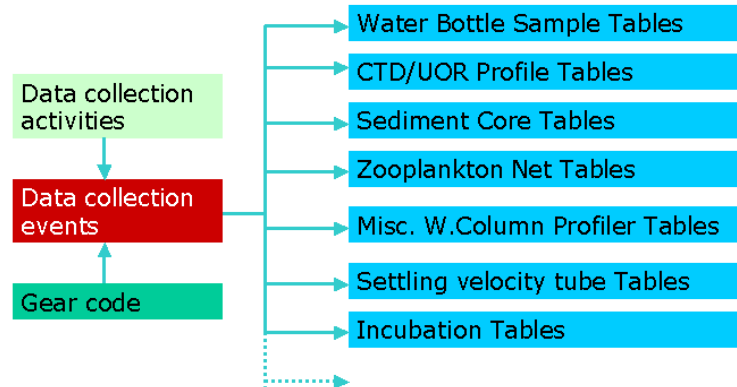 Data collection
activities
Data collection
events
Gear code
Water Bottle Sample Tables
CTD/UOR Profile Tables
Sediment Core Tables
Zooplankton Net Tables
Misc. W.Column Profiler Tables
Settling velocity tube Tables
Incubation Tables